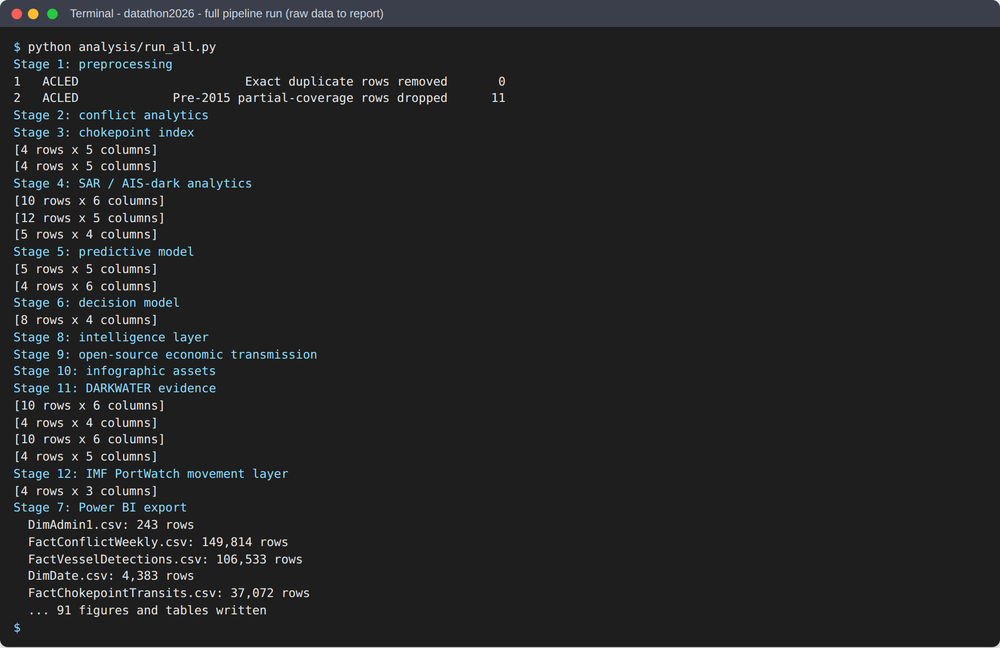 Terminal - datathon2026 - full pipeline run (raw data to report)
$ python analysis/run_all.py
Stage 1: preprocessing
1   ACLED                       Exact duplicate rows removed       0
2   ACLED             Pre-2015 partial-coverage rows dropped      11
Stage 2: conflict analytics
Stage 3: chokepoint index
[4 rows x 5 columns]
[4 rows x 5 columns]
Stage 4: SAR / AIS-dark analytics
[10 rows x 6 columns]
[12 rows x 5 columns]
[5 rows x 4 columns]
Stage 5: predictive model
[5 rows x 5 columns]
[4 rows x 6 columns]
Stage 6: decision model
[8 rows x 4 columns]
Stage 8: intelligence layer
Stage 9: open-source economic transmission
Stage 10: infographic assets
Stage 11: DARKWATER evidence
[10 rows x 6 columns]
[4 rows x 4 columns]
[10 rows x 6 columns]
[4 rows x 5 columns]
Stage 12: IMF PortWatch movement layer
[4 rows x 3 columns]
Stage 7: Power BI export
  DimAdmin1.csv: 243 rows
  FactConflictWeekly.csv: 149,814 rows
  FactVesselDetections.csv: 106,533 rows
  DimDate.csv: 4,383 rows
  FactChokepointTransits.csv: 37,072 rows
  ... 91 figures and tables written
$